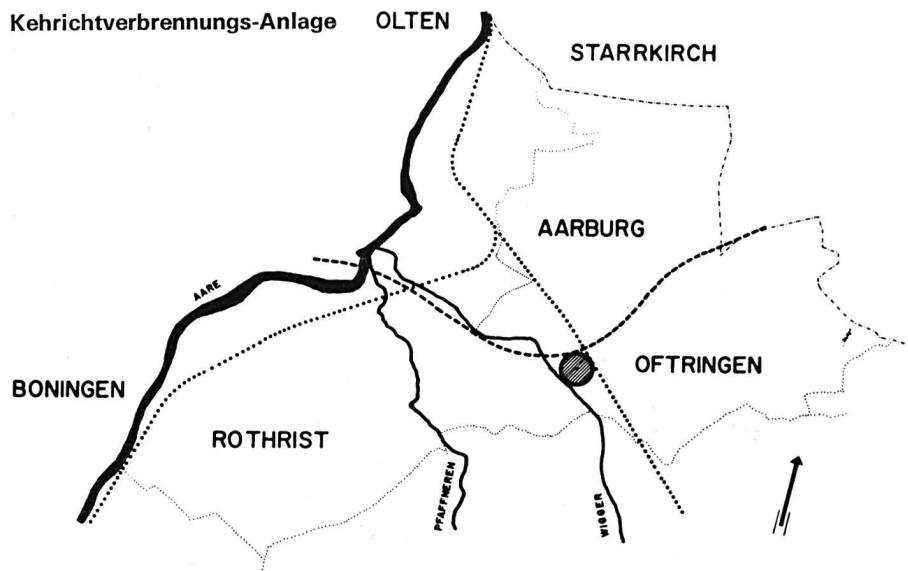 Kehrichtverbrennungs-Anlage
OLTEN
STARRKIRCH
AARBURG
AARE
OFTRINGEN
BONINGEN
ROTHRIST
PFAFFNEREN
WIGGER